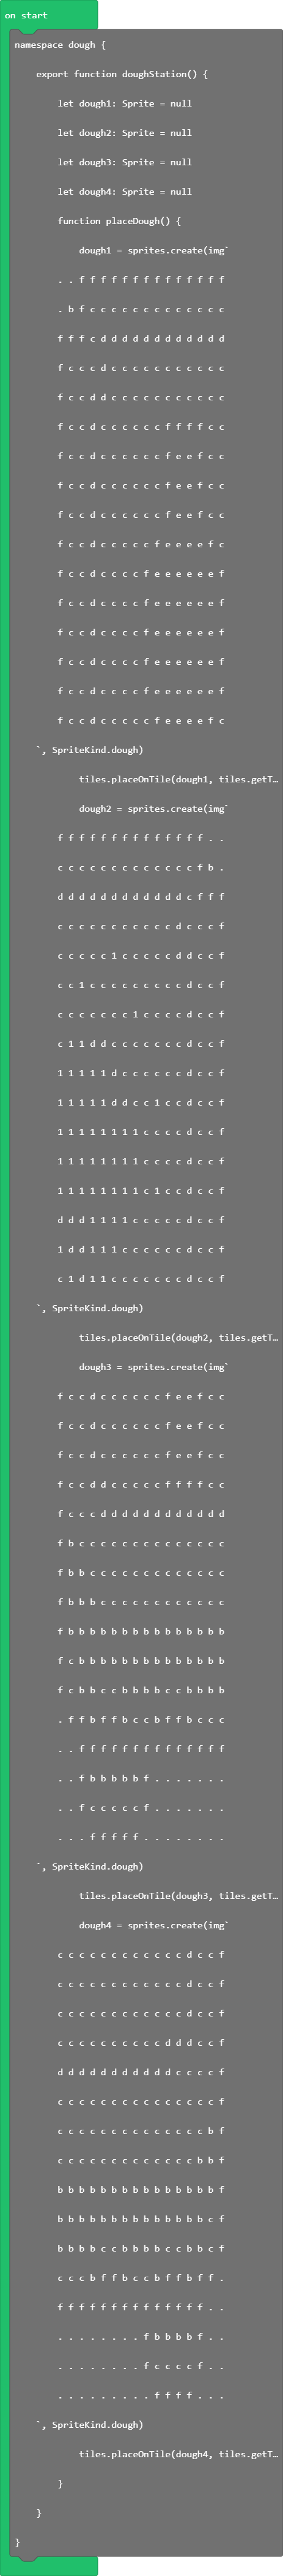 on start
namespace dough {
export function doughStation() {
let dough1: Sprite = null
let dough2: Sprite = null
let dough3: Sprite = null
let dough4: Sprite = null
function placeDough() {
dough1 = sprites.create(img`
. . f f f f f f f f f f f f f f
. b f c c c c c c c c c c c c c
f f f c d d d d d d d d d d d d
f c c c d c c c c c c c c c c c
f c c d d c c c c c c c c c c c
f c c d c c c c c c f f f f c c
f c c d c c c c c c f e e f c c
f c c d c c c c c c f e e f c c
f c c d c c c c c c f e e f c c
f c c d c c c c c f e e e e f c
f c c d c c c c f e e e e e e f
f c c d c c c c f e e e e e e f
f c c d c c c c f e e e e e e f
f c c d c c c c f e e e e e e f
f c c d c c c c f e e e e e e f
f c c d c c c c c f e e e e f c
`, SpriteKind.dough)
tiles.placeOnTile(dough1, tiles.getT…
dough2 = sprites.create(img`
f f f f f f f f f f f f f f . .
c c c c c c c c c c c c c f b .
d d d d d d d d d d d d c f f f
c c c c c c c c c c c d c c c f
c c c c c 1 c c c c c d d c c f
c c 1 c c c c c c c c c d c c f
c c c c c c c 1 c c c c d c c f
c 1 1 d d c c c c c c c d c c f
1 1 1 1 1 d c c c c c c d c c f
1 1 1 1 1 d d c c 1 c c d c c f
1 1 1 1 1 1 1 1 c c c c d c c f
1 1 1 1 1 1 1 1 c c c c d c c f
1 1 1 1 1 1 1 1 c 1 c c d c c f
d d d 1 1 1 1 c c c c c d c c f
1 d d 1 1 1 c c c c c c d c c f
c 1 d 1 1 c c c c c c c d c c f
`, SpriteKind.dough)
tiles.placeOnTile(dough2, tiles.getT…
dough3 = sprites.create(img`
f c c d c c c c c c f e e f c c
f c c d c c c c c c f e e f c c
f c c d c c c c c c f e e f c c
f c c d d c c c c c f f f f c c
f c c c d d d d d d d d d d d d
f b c c c c c c c c c c c c c c
f b b c c c c c c c c c c c c c
f b b b c c c c c c c c c c c c
f b b b b b b b b b b b b b b b
f c b b b b b b b b b b b b b b
f c b b c c b b b b c c b b b b
. f f b f f b c c b f f b c c c
. . f f f f f f f f f f f f f f
. . f b b b b b f . . . . . . .
. . f c c c c c f . . . . . . .
. . . f f f f f . . . . . . . .
`, SpriteKind.dough)
tiles.placeOnTile(dough3, tiles.getT…
dough4 = sprites.create(img`
c c c c c c c c c c c c d c c f
c c c c c c c c c c c c d c c f
c c c c c c c c c c c c d c c f
c c c c c c c c c c d d d c c f
d d d d d d d d d d d c c c c f
c c c c c c c c c c c c c c c f
c c c c c c c c c c c c c c b f
c c c c c c c c c c c c c b b f
b b b b b b b b b b b b b b b f
b b b b b b b b b b b b b b c f
b b b b c c b b b b c c b b c f
c c c b f f b c c b f f b f f .
f f f f f f f f f f f f f f . .
. . . . . . . . f b b b b f . .
. . . . . . . . f c c c c f . .
. . . . . . . . . f f f f . . .
`, SpriteKind.dough)
tiles.placeOnTile(dough4, tiles.getT…
}
}
}